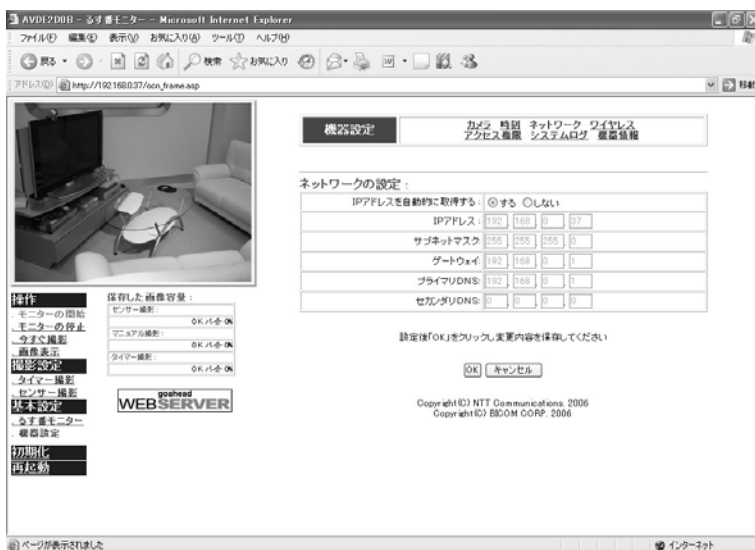 AVDE2D0B - るす番モニター - - Microsoft Internet Explorer
ファイル(F) 編集(E) 表示(V) お気に入り(A) ツール(T) ヘルプ(H)
戻る 検索 お気に入り
アドレス(D) http://192.168.0.37/ocn_frame.asp 移動
機器設定
カメラ 時刻 ネットワーク ワイヤレス
アクセス権限 システムログ 機器情報
ネットワークの設定:
IPアドレスを自動的に取得する: する しない
IPアドレス: 192 . 168 . 0 . 37
サブネットマスク: 255 . 255 . 255 . 0
ゲートウェイ: 192 . 168 . 0 . 1
プライマリDNS: 192 . 168 . 0 . 1
セカンダリDNS: 0 . 0 . 0 . 0
設定後「OK」をクリックし変更内容を保存してください
OK キャンセル
Copyright(C) NTT Communications. 2006
Copyright(C) BICOM CORP. 2006
操作
. モニターの開始
. モニターの停止
. 今すぐ撮影
. 画像表示
撮影設定
. タイマー撮影
. センサー撮影
基本設定
. るす番モニター
. 機器設定
初期化
再起動
保存した画像容量:
センサー撮影:
0Kバイト 0%
マニュアル撮影:
0Kバイト 0%
タイマー撮影:
0Kバイト 0%
goahead
WEBSERVER
ページが表示されました
インターネット